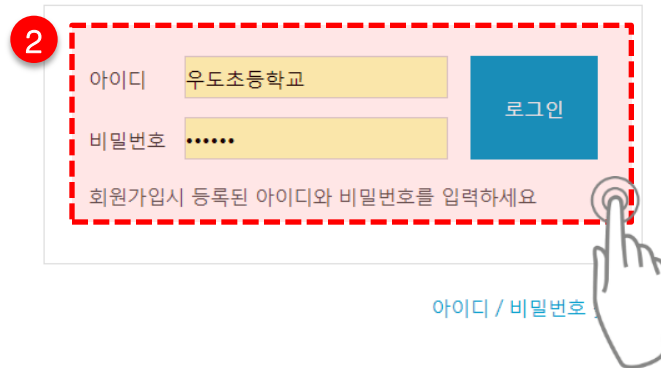 2
아이디 우도초등학교
로그인
비밀번호 ••••••
회원가입시 등록된 아이디와 비밀번호를 입력하세요
아이디 / 비밀번호